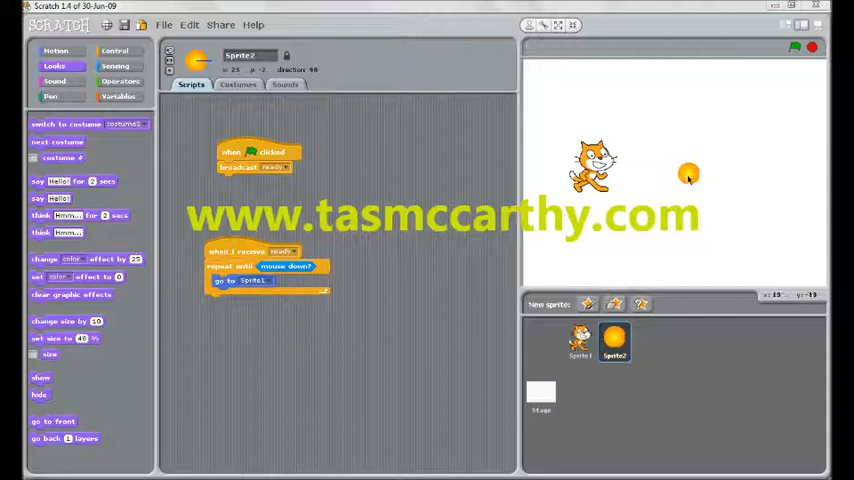 Scratch 1.4 of 30-Jun-09
SCRATCH File Edit Share Help
Motion Control
Looks Sensing
Sound Operators
Pen Variables
Sprite2
x: 23 y: -2 direction: 90
Scripts Costumes Sounds
switch to costume costume1
next costume
costume #
say Hello! for 2 secs
say Hello!
think Hmm... for 2 secs
think Hmm...
change color effect by 25
set color effect to 0
clear graphic effects
change size by 10
set size to 48 %
size
show
hide
go to front
go back 1 layers
when clicked
broadcast ready
www.tasmccarthy.com
when I receive ready
repeat until mouse down?
go to Sprite1
New sprite:
Sprite1 Sprite2
Stage